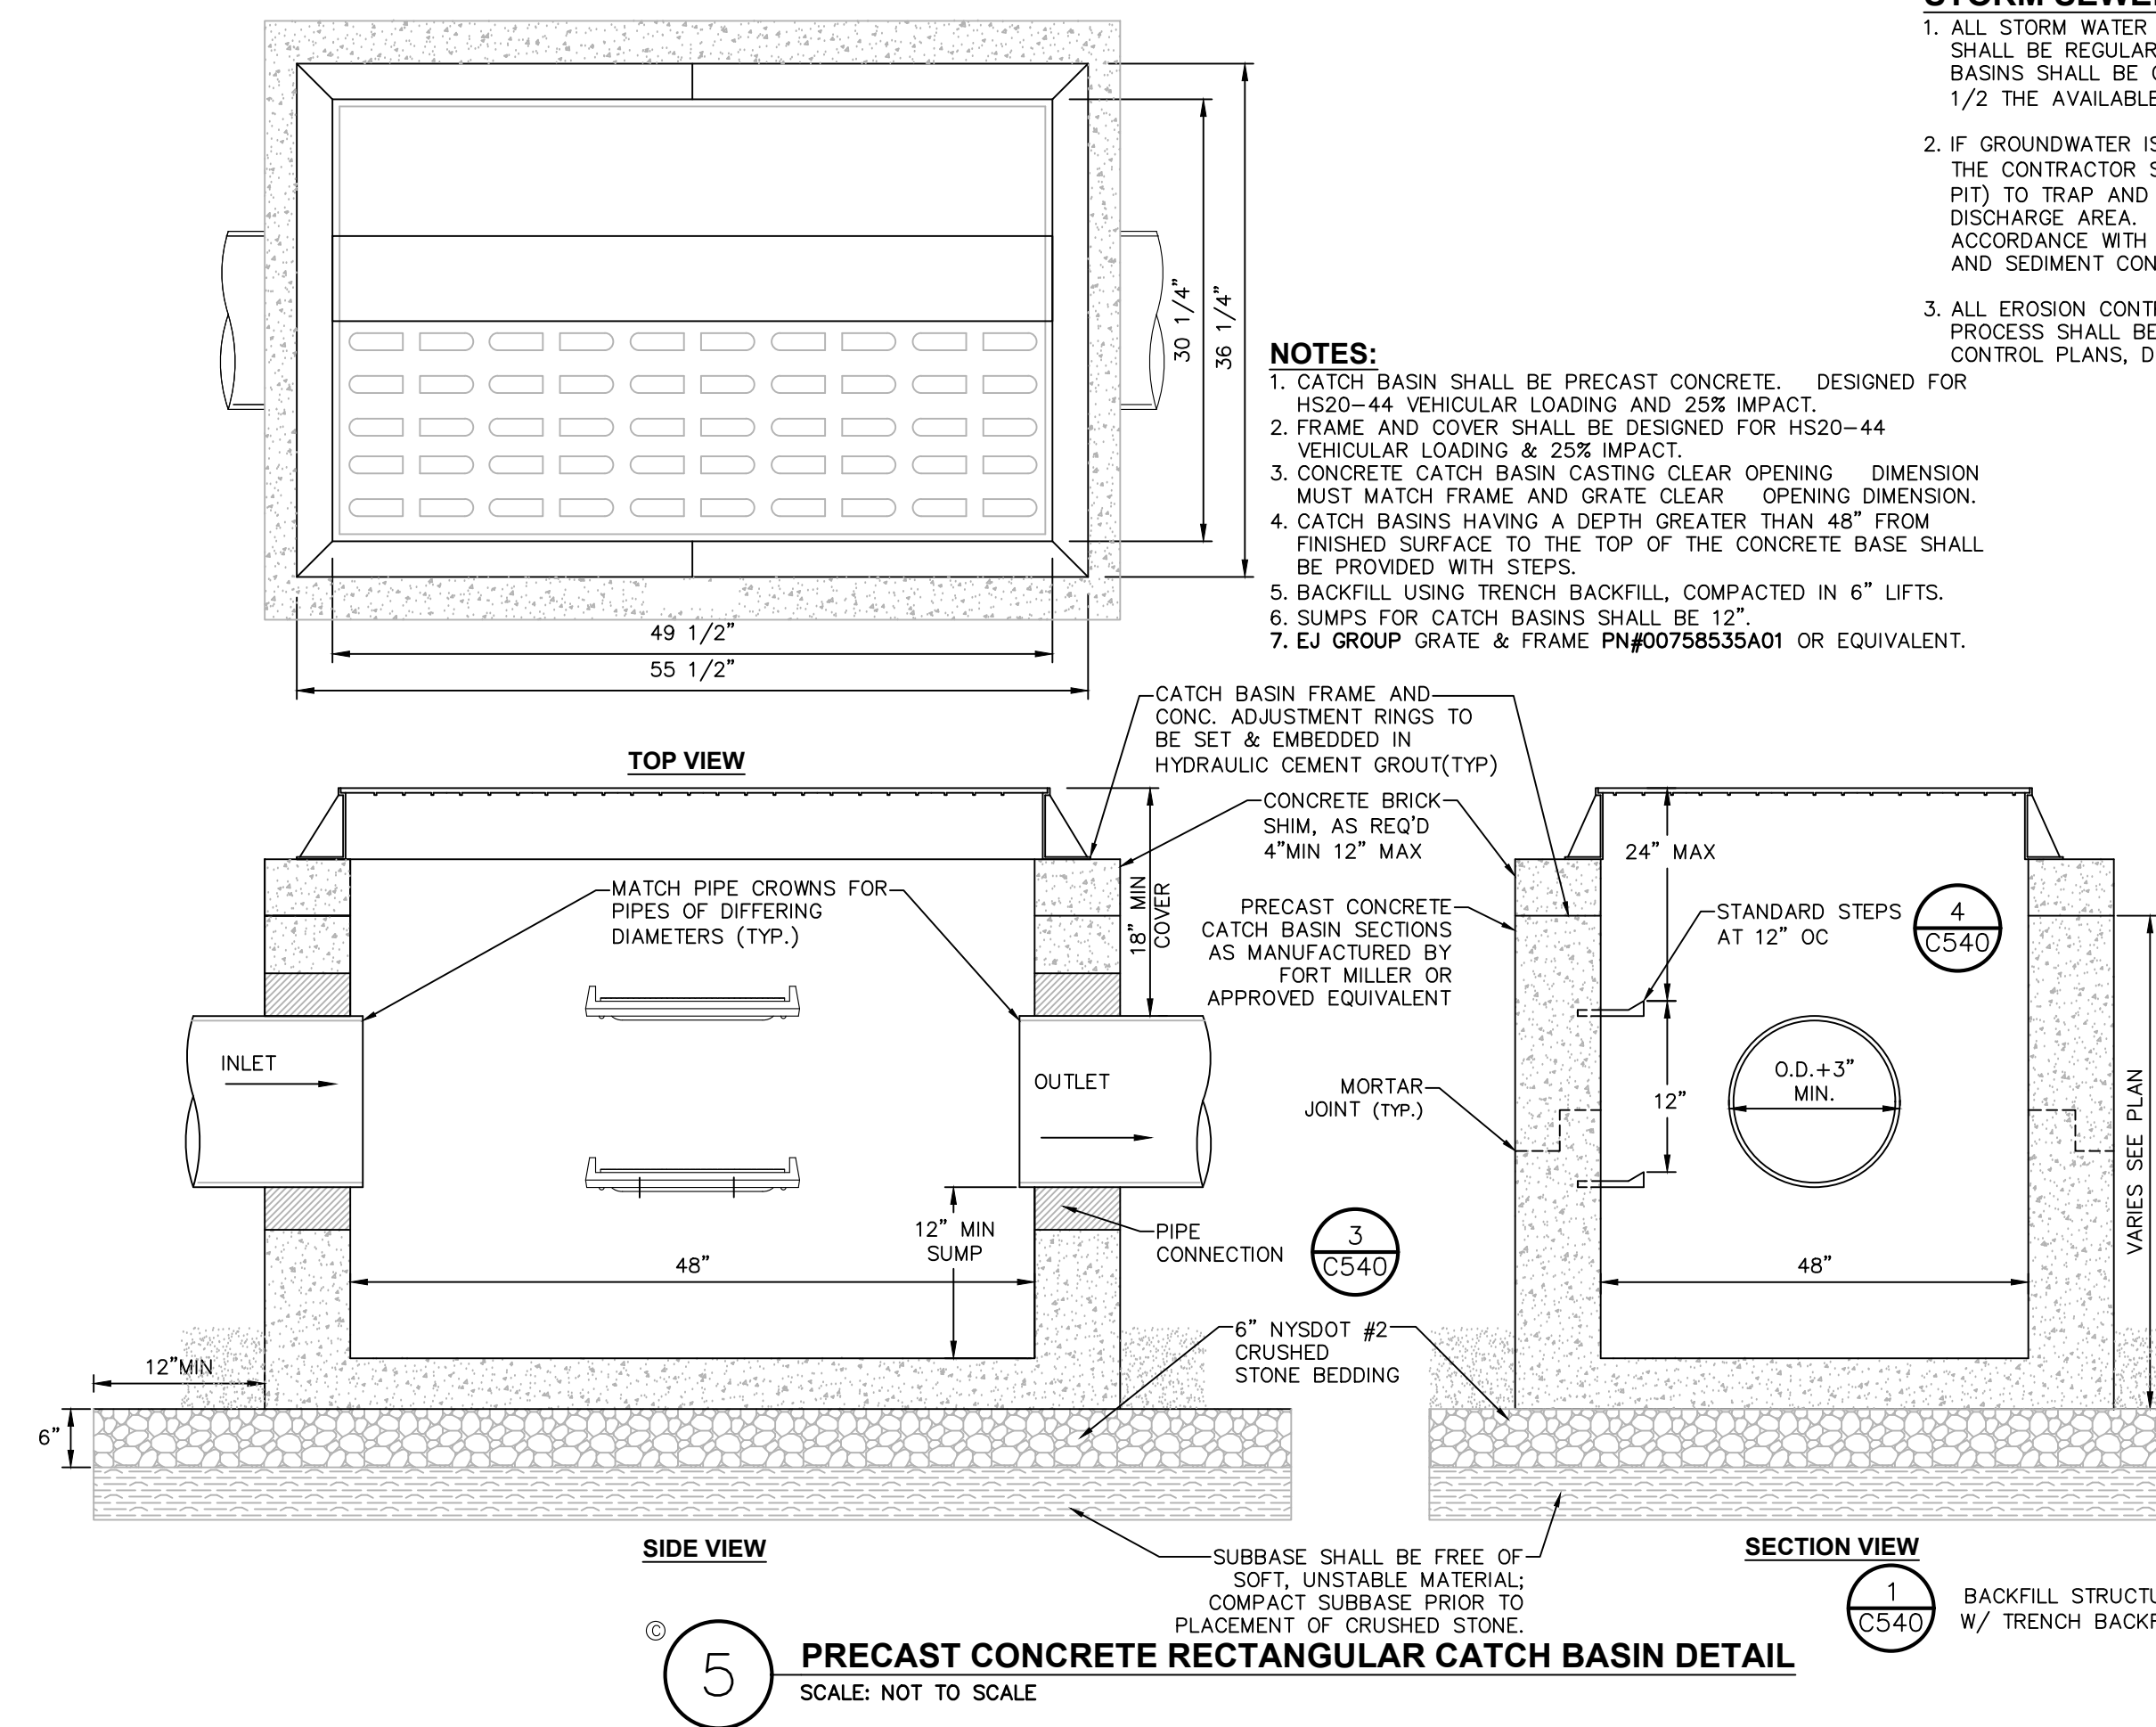 30 1/4"
36 1/4"
49 1/2"
55 1/2"
TOP VIEW
1. ALL STORM WATER
SHALL BE REGULAR
1/2 THE AVAILABLE
2. IF GROUNDWATER
THE CONTRACTOR
PIT) TO TRAP AND
DISCHARGE AREA.
ACCORDANCE WITH
AND SEDIMENT
3. ALL EROSION
PROCESS SHALL BE
CONTROL PLANS,
NOTES:
1. CATCH BASIN SHALL BE PRECAST CONCRETE. DESIGNED FOR
HS20-44 VEHICULAR LOADING AND 25% IMPACT.
2. FRAME AND COVER SHALL BE DESIGNED FOR HS20-44
VEHICULAR LOADING & 25% IMPACT.
3. CONCRETE CATCH BASIN CASTING CLEAR OPENING DIMENSION
MUST MATCH FRAME AND GRATE CLEAR OPENING DIMENSION.
4. CATCH BASINS HAVING A DEPTH GREATER THAN 48" FROM
FINISHED SURFACE TO THE TOP OF THE CONCRETE BASE SHALL
BE PROVIDED WITH STEPS.
5. BACKFILL USING TRENCH BACKFILL, COMPACTED IN 6" LIFTS.
6. SUMPS FOR CATCH BASINS SHALL BE 12".
7. EJ GROUP GRATE & FRAME PN#00758535A01 OR EQUIVALENT.
CATCH BASIN FRAME AND
CONC. ADJUSTMENT RINGS TO
BE SET & EMBEDDED IN
HYDRAULIC CEMENT GROUT(TYP)
CONCRETE BRICK
SHIM, AS REQ'D
4"MIN 12" MAX
PRECAST CONCRETE
CATCH BASIN SECTIONS
AS MANUFACTURED BY
FORT MILLER OR
APPROVED EQUIVALENT
MORTAR
JOINT (TYP.)
MATCH PIPE CROWNS FOR
PIPES OF DIFFERING
DIAMETERS (TYP.)
18" MIN
COVER
INLET
OUTLET
12" MIN
SUMP
48"
PIPE
CONNECTION
3
C540
6" NYSDOT #2
CRUSHED
STONE BEDDING
12"MIN
6"
SIDE VIEW
24" MAX
STANDARD STEPS
AT 12" OC
4
C540
12"
O.D.+3"
MIN.
48"
VARIES SEE PLAN
SECTION VIEW
SUBBASE SHALL BE FREE OF
SOFT, UNSTABLE MATERIAL;
COMPACT SUBBASE PRIOR TO
PLACEMENT OF CRUSHED STONE.
1
C540
BACKFILL
W/ TRENCH
©
5
PRECAST CONCRETE RECTANGULAR CATCH BASIN DETAIL
SCALE: NOT TO SCALE